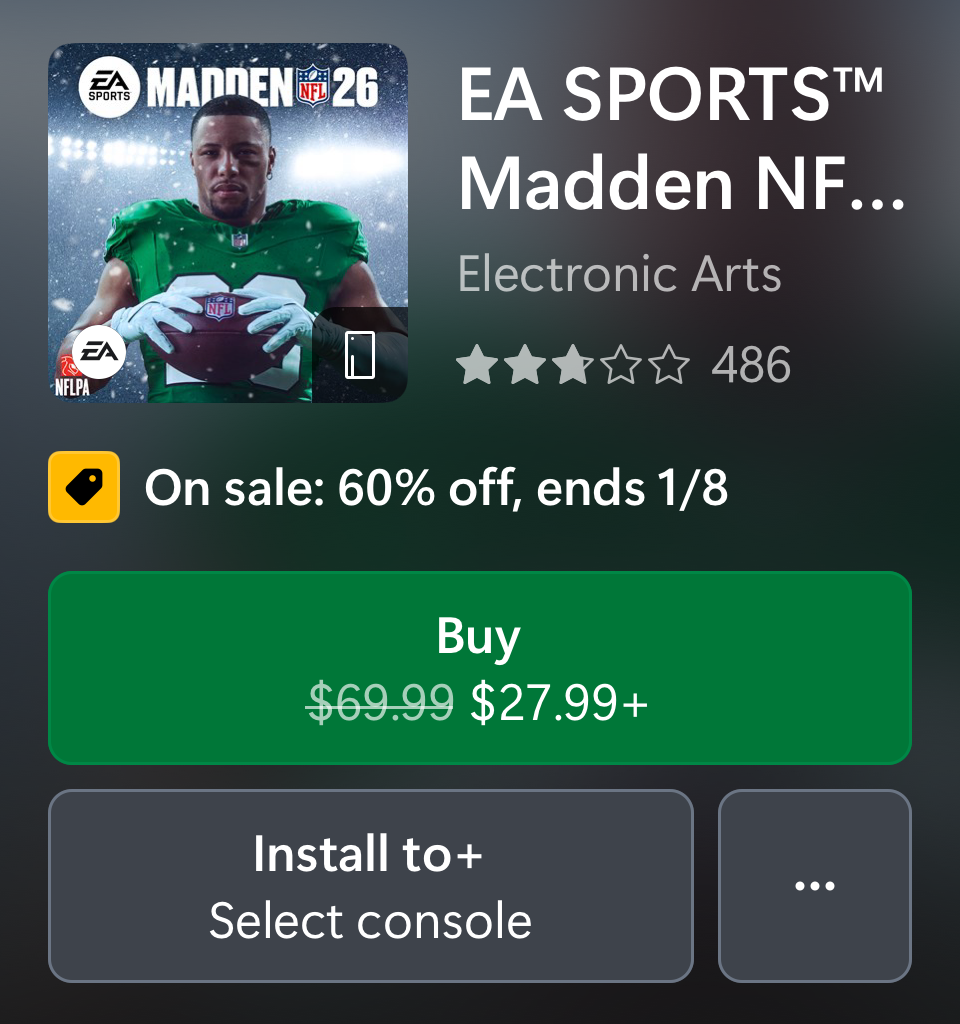 EA
SPORTS
MADDEN NFL 26
NFL
EA
NFLPA
EA SPORTS™
Madden NF...
Electronic Arts
486
On sale: 60% off, ends 1/8
Buy
$69.99 $27.99+
Install to+
Select console
...